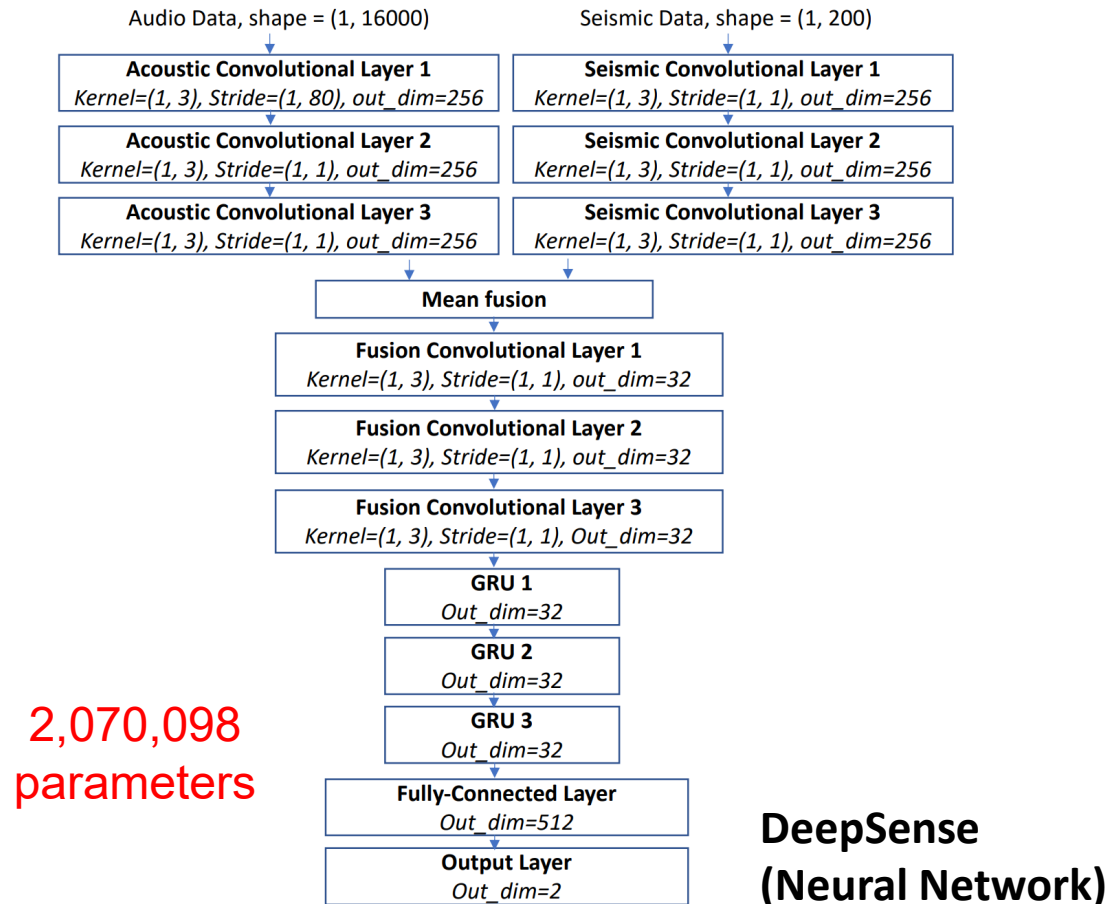 Audio Data, shape = (1, 16000)
Seismic Data, shape = (1, 200)
Acoustic Convolutional Layer 1
Kernel=(1, 3), Stride=(1, 80), out_dim=256
Seismic Convolutional Layer 1
Kernel=(1, 3), Stride=(1, 1), out_dim=256
Acoustic Convolutional Layer 2
Kernel=(1, 3), Stride=(1, 1), out_dim=256
Seismic Convolutional Layer 2
Kernel=(1, 3), Stride=(1, 1), out_dim=256
Acoustic Convolutional Layer 3
Kernel=(1, 3), Stride=(1, 1), out_dim=256
Seismic Convolutional Layer 3
Kernel=(1, 3), Stride=(1, 1), out_dim=256
Mean fusion
Fusion Convolutional Layer 1
Kernel=(1, 3), Stride=(1, 1), out_dim=32
Fusion Convolutional Layer 2
Kernel=(1, 3), Stride=(1, 1), out_dim=32
Fusion Convolutional Layer 3
Kernel=(1, 3), Stride=(1, 1), Out_dim=32
GRU 1
Out_dim=32
GRU 2
Out_dim=32
GRU 3
Out_dim=32
Fully-Connected Layer
Out_dim=512
Output Layer
Out_dim=2
2,070,098
parameters
DeepSense
(Neural Network)